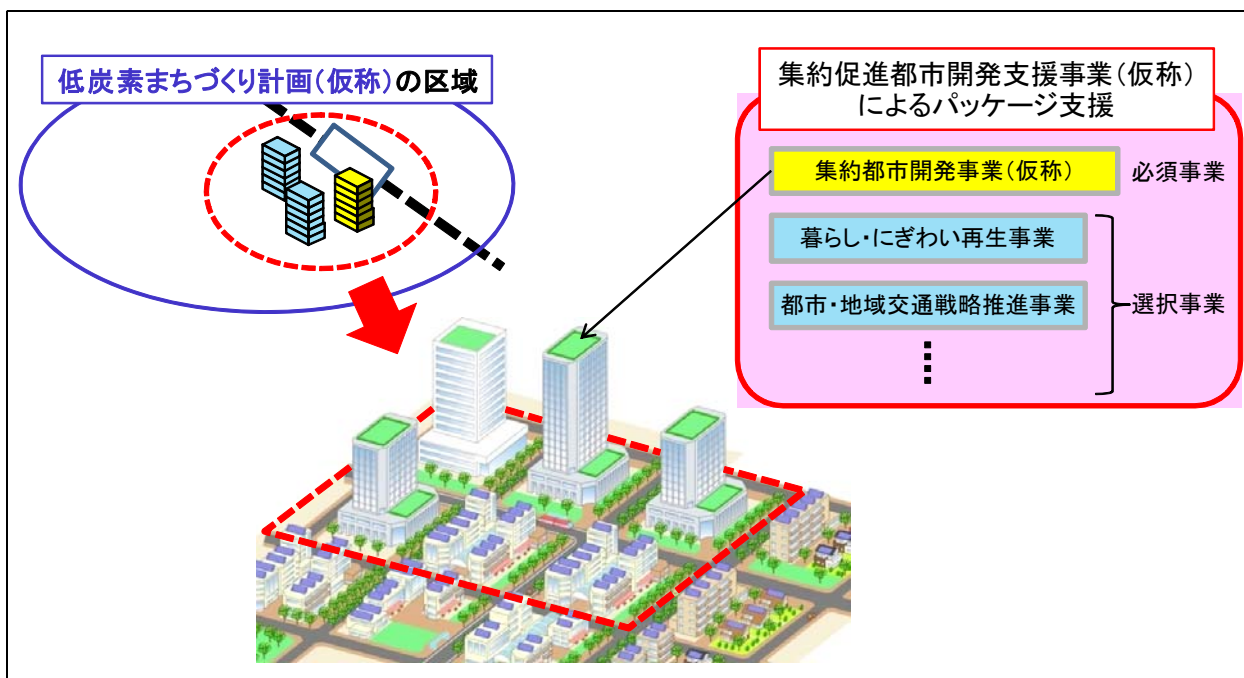 低炭素まちづくり計画(仮称)の区域
集約促進都市開発支援事業(仮称)
によるパッケージ支援
集約都市開発事業(仮称)
必須事業
暮らし・にぎわい再生事業
都市・地域交通戦略推進事業
選択事業